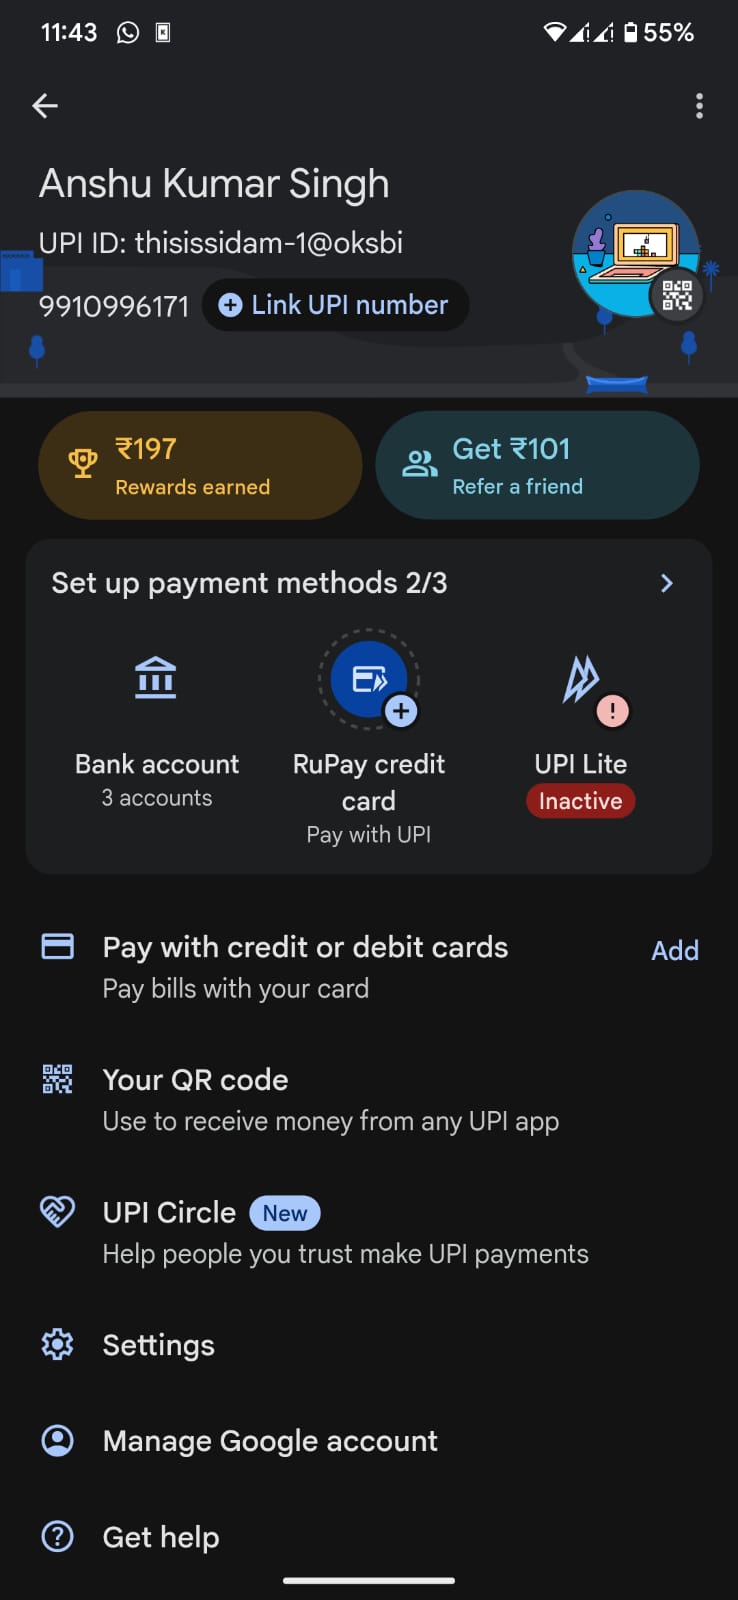 11:43
55%
Anshu Kumar Singh
UPI ID: thisissidam-1@oksbi
9910996171 Link UPI number
₹197
Rewards earned
Get ₹101
Refer a friend
Set up payment methods 2/3
Bank account
3 accounts
RuPay credit
card
Pay with UPI
UPI Lite
Inactive
Pay with credit or debit cards
Add
Pay bills with your card
Your QR code
Use to receive money from any UPI app
UPI Circle New
Help people you trust make UPI payments
Settings
Manage Google account
Get help